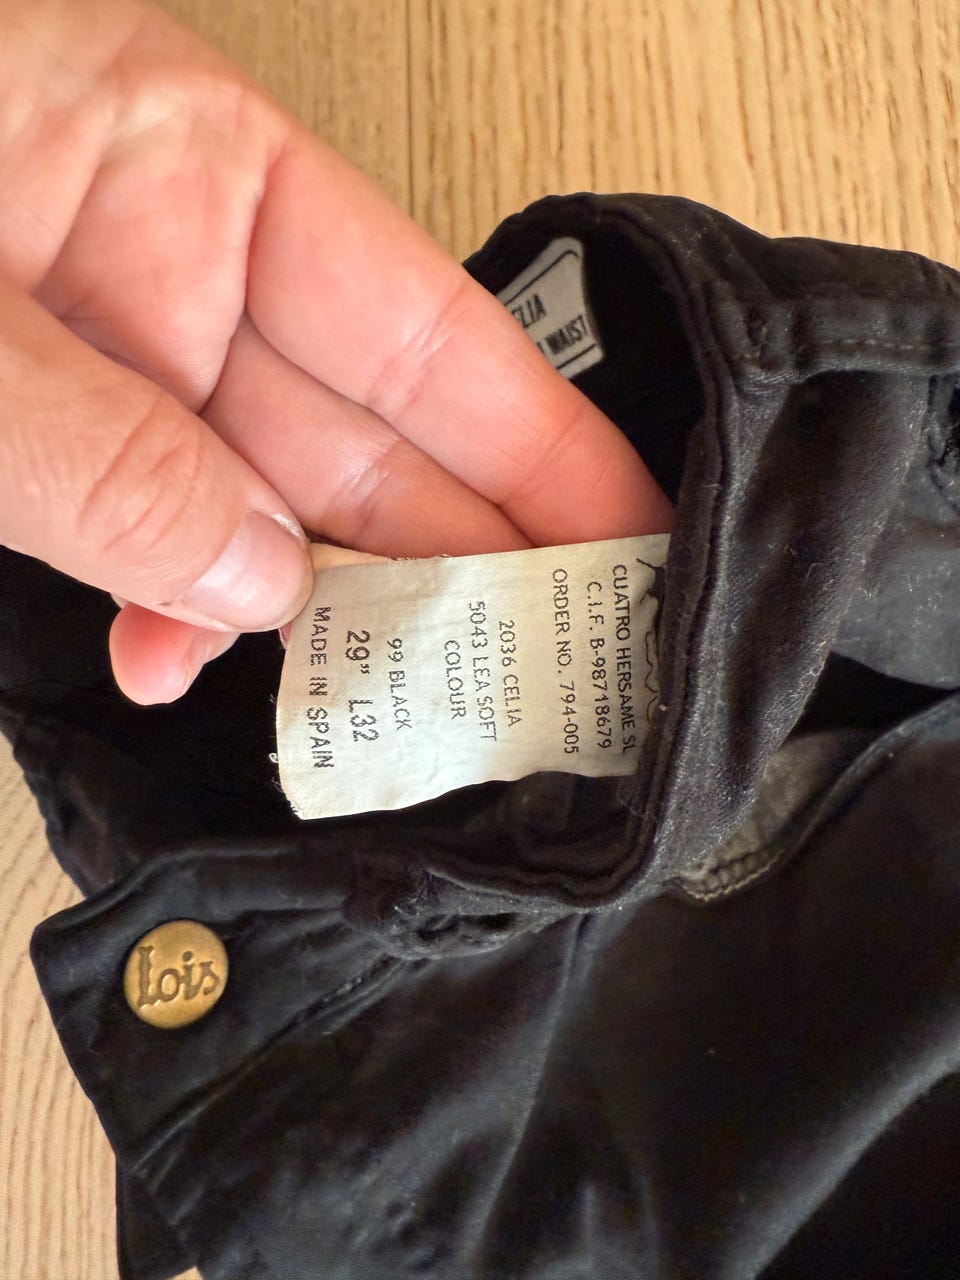 CUATRO HERSAME SL
C.I.F. B-98718679
ORDER NO. 794-005
2036 CELIA
5043 LEA SOFT
COLOUR
99 BLACK
29" L32
MADE IN SPAIN
WAIST
Lois